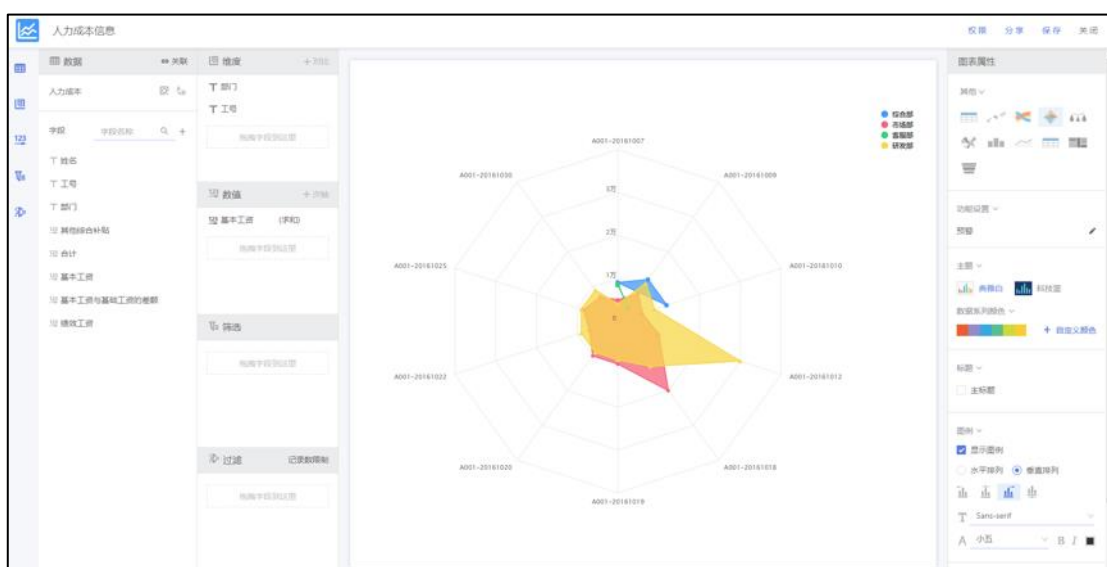 人力成本信息
权限 分享 保存 关闭
数据 关联
人力成本
字段 字段名称
姓名
工号
部门
其他综合补贴
合计
基本工资
基本工资与基础工资的差额
绩效工资
维度 +对比
部门
工号
拖拽字段到这里
数值
基本工资 (求和)
拖拽字段到这里
筛选
拖拽字段到这里
过滤 记录数限制
拖拽字段到这里
综合部
市场部
客服部
研发部
A001-20161007
A001-20161030
A001-20161009
2万
1万
0
A001-20161025
A001-20161010
A001-20161022
A001-20161012
A001-20161020
A001-20161018
A001-20161019
图表属性
其他
功能设置
预警
主题
典雅白 科技蓝
数据系列颜色
+ 自定义颜色
标题
主标题
图例
显示图例
水平排列 垂直排列
Sans-serif
A 小五 B I